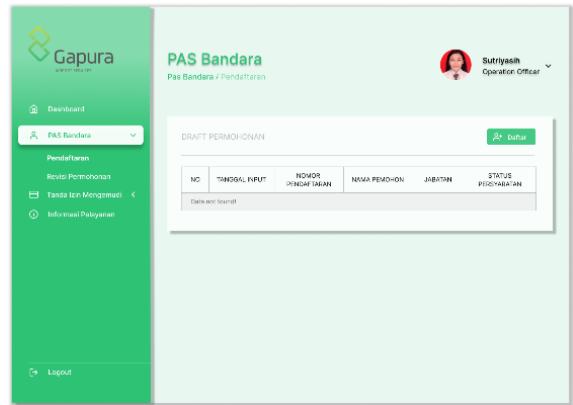 Gapura
PAS Bandara
Pas Bandara / Pendaftaran
Sutriyasih
Operation Officer
Dashboard
PAS Bandara
Pendaftaran
Revisi Permohonan
Tanda Izin Mengemudi
Informasi Pelayanan
Logout
DRAFT PERMOHONAN
Daftar
NO
TANGGAL INPUT
NOMOR
PENDAFTARAN
NAMA PEMOHON
JABATAN
STATUS
PERSYARATAN
Data not found!